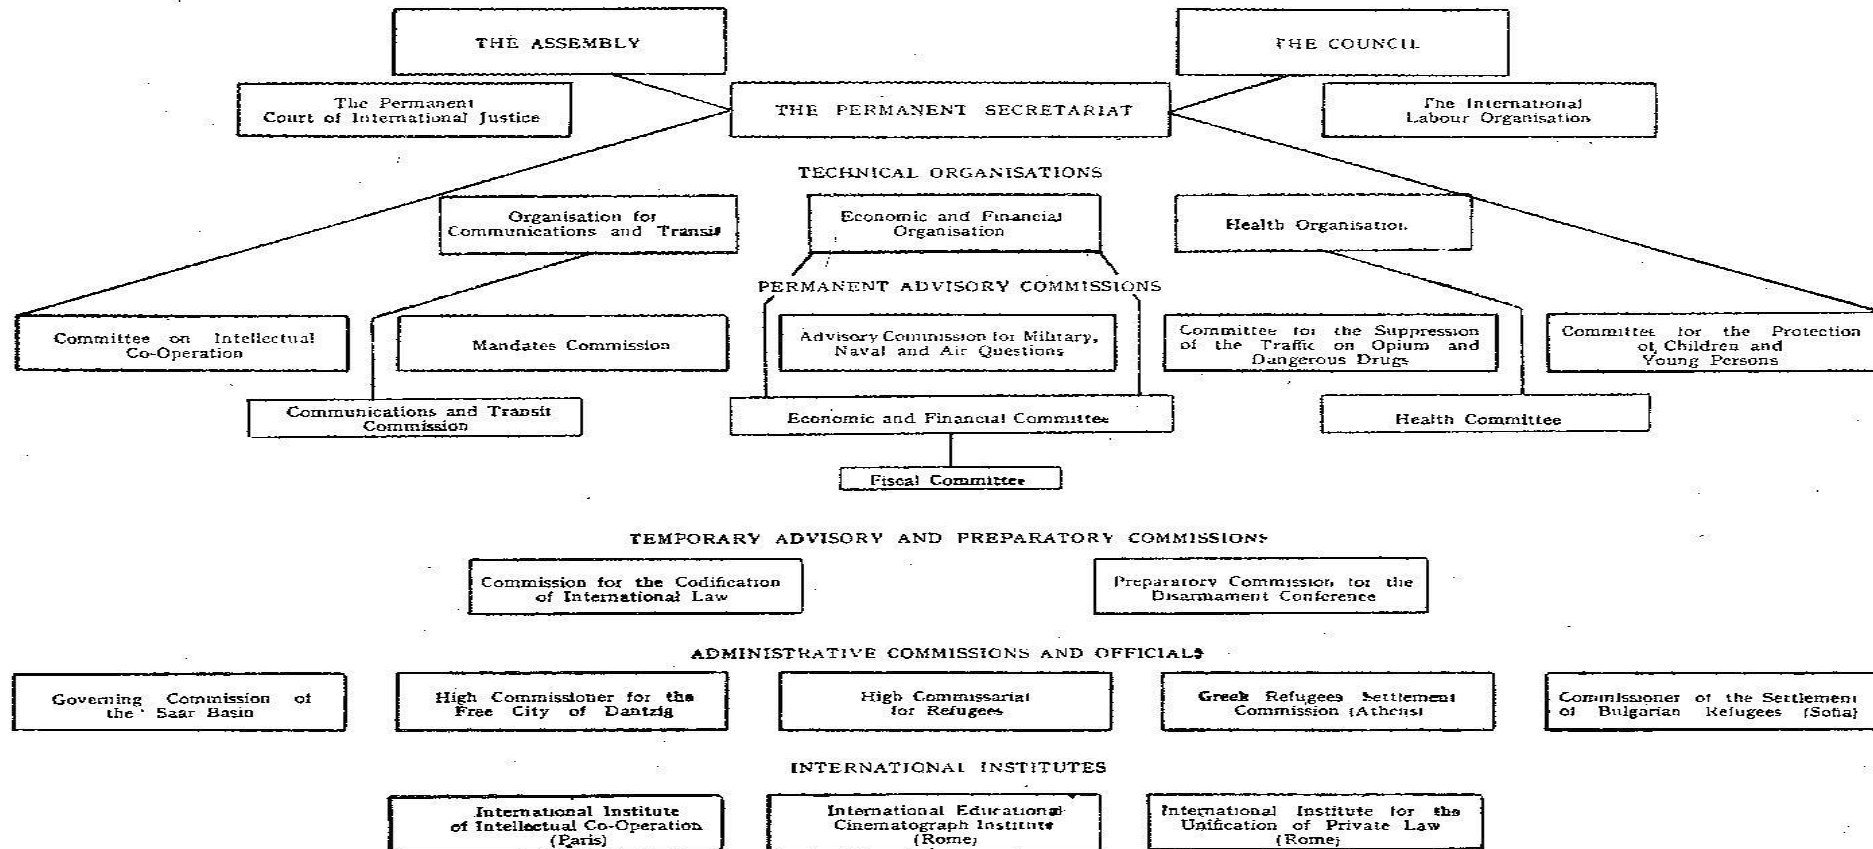 THE ASSEMBLY
THE COUNCIL
The Permanent
Court of International Justice
THE PERMANENT SECRETARIAT
The International
Labour Organisation
TECHNICAL ORGANISATIONS
Organisation for
Communications and Transit
Economic and Financial
Organisation
Health Organisation
PERMANENT ADVISORY COMMISSIONS
Committee on Intellectual
Co-Operation
Mandates Commission
Advisory Commission for Military,
Naval and Air Questions
Committee for the Suppression
of the Traffic on Opium and
Dangerous Drugs
Committee for the Protection
of Children and
Young Persons
Communications and Transit
Commission
Economic and Financial Committee
Health Committee
Fiscal Committee
TEMPORARY ADVISORY AND PREPARATORY COMMISSIONS
Commission for the Codification
of International Law
Preparatory Commission for the
Disarmament Conference
ADMINISTRATIVE COMMISSIONS AND OFFICIALS
Governing Commission of
the Saar Basin
High Commissioner for the
Free City of Dantzig
High Commissariat
for Refugees
Greek Refugees Settlement
Commission (Athens)
Commissioner of the Settlement
of Bulgarian Refugees (Sofia)
INTERNATIONAL INSTITUTES
International Institute
of Intellectual Co-Operation
(Paris)
International Educational
Cinematograph Institute
(Rome)
International Institute for the
Unification of Private Law
(Rome)